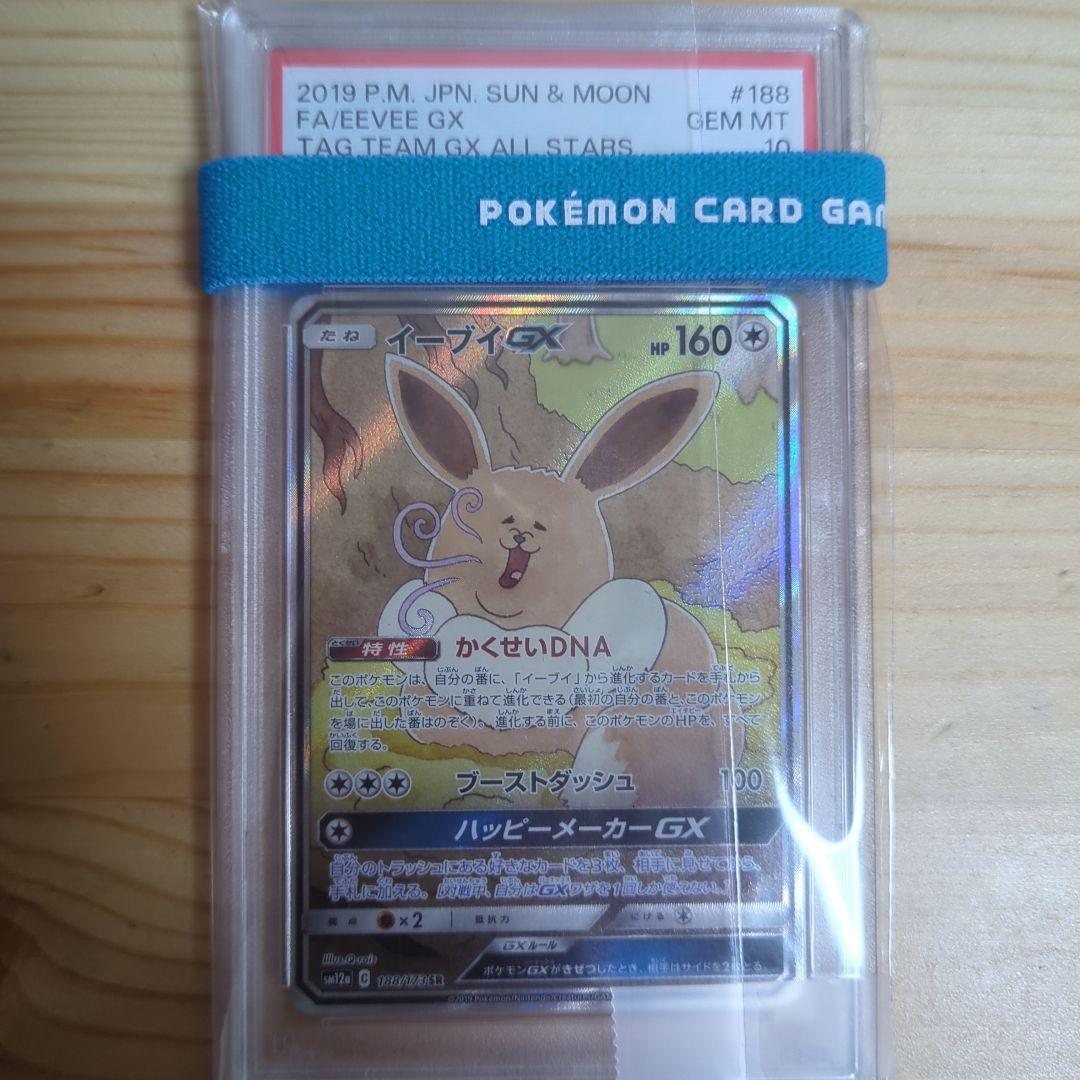 2019 P.M. JPN. SUN & MOON #188
FA/EEVEE GX GEM MT
TAG TEAM GX ALL STARS 10
POKÉMON CARD GAM
たね イーブイGX HP 160
とくせい 特性 かくせいDNA
このポケモンは、自分の番に、「イーブイ」から進化するカードを手札から
出して、このポケモンに重ねて進化できる(最初の自分の番と、このポケモン
を場に出した番はのぞく)。進化する前に、このポケモンのHPを、すべて
回復する。
ブーストダッシュ 100
ハッピーメーカーGX
自分のトラッシュにある好きなカードを3枚、相手に見せてから、
手札に加える。[対戦中、自分はGXワザを1回しか使えない。]
弱点 ×2 抵抗力 にげる
GXルール
ポケモンGXがきぜつしたとき、相手はサイドを2枚とる。
illus.Q-rais
sm12a C 188/173 SR
©2019 Pokémon/Nintendo/Creatures/GAM